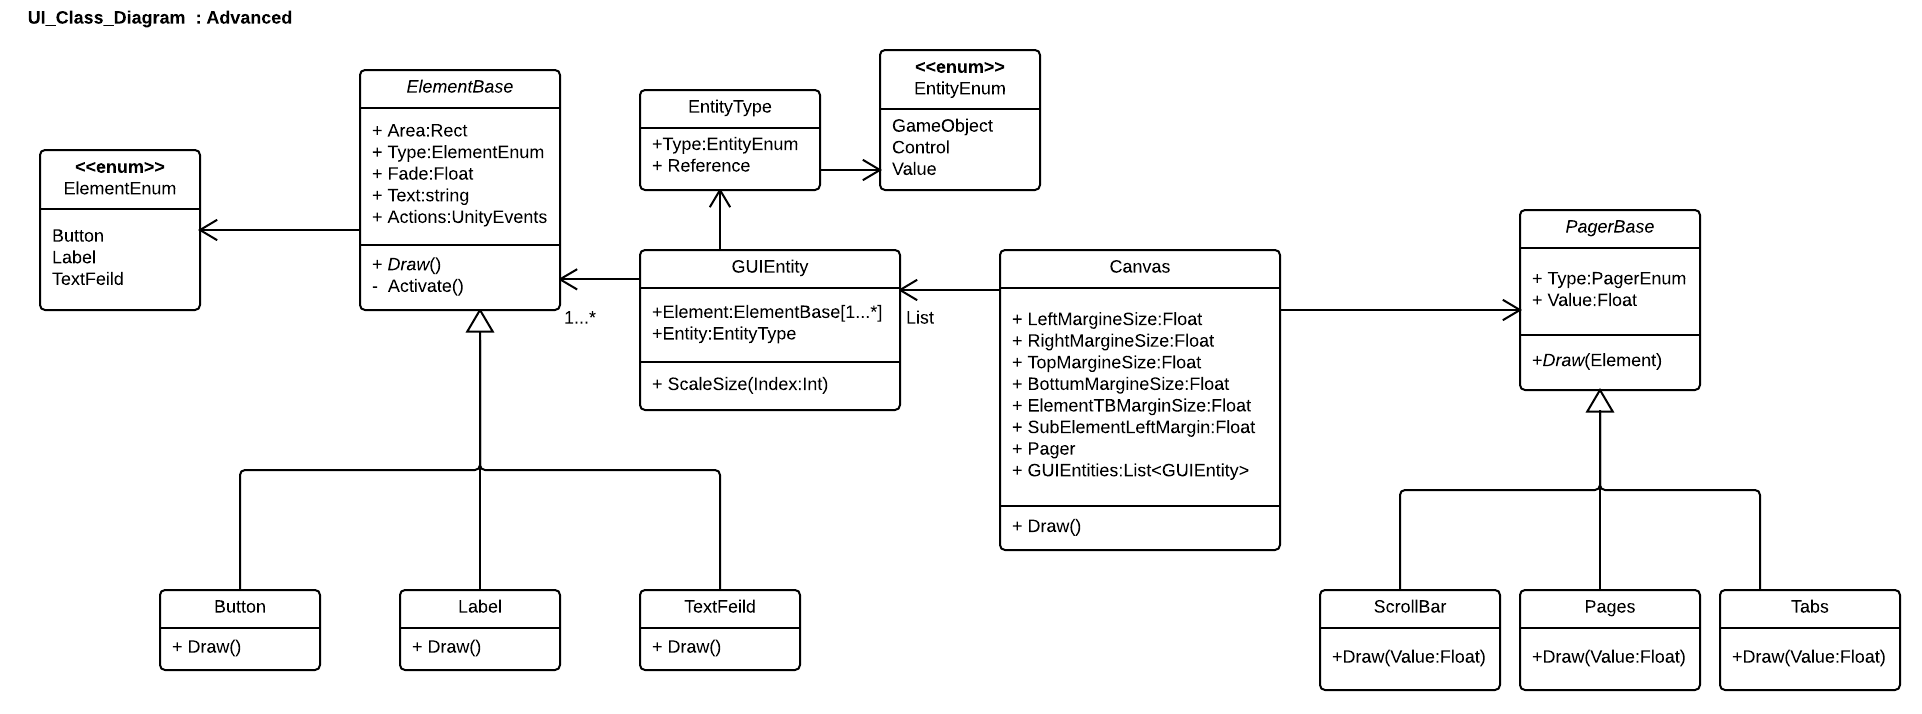 UI_Class_Diagram : Advanced
<<enum>>
ElementEnum
Button
Label
TextFeild
ElementBase
+ Area:Rect
+ Type:ElementEnum
+ Fade:Float
+ Text:string
+ Actions:UnityEvents
+ Draw()
- Activate()
1...*
EntityType
+Type:EntityEnum
+ Reference
<<enum>>
EntityEnum
GameObject
Control
Value
GUIEntity
+Element:ElementBase[1...*]
+Entity:EntityType
+ ScaleSize(Index:Int)
List
Canvas
+ LeftMargineSize:Float
+ RightMargineSize:Float
+ TopMargineSize:Float
+ BottumMargineSize:Float
+ ElementTBMarginSize:Float
+ SubElementLeftMargin:Float
+ Pager
+ GUIEntities:List<GUIEntity>
+ Draw()
PagerBase
+ Type:PagerEnum
+ Value:Float
+Draw(Element)
Button
+ Draw()
Label
+ Draw()
TextFeild
+ Draw()
ScrollBar
+Draw(Value:Float)
Pages
+Draw(Value:Float)
Tabs
+Draw(Value:Float)